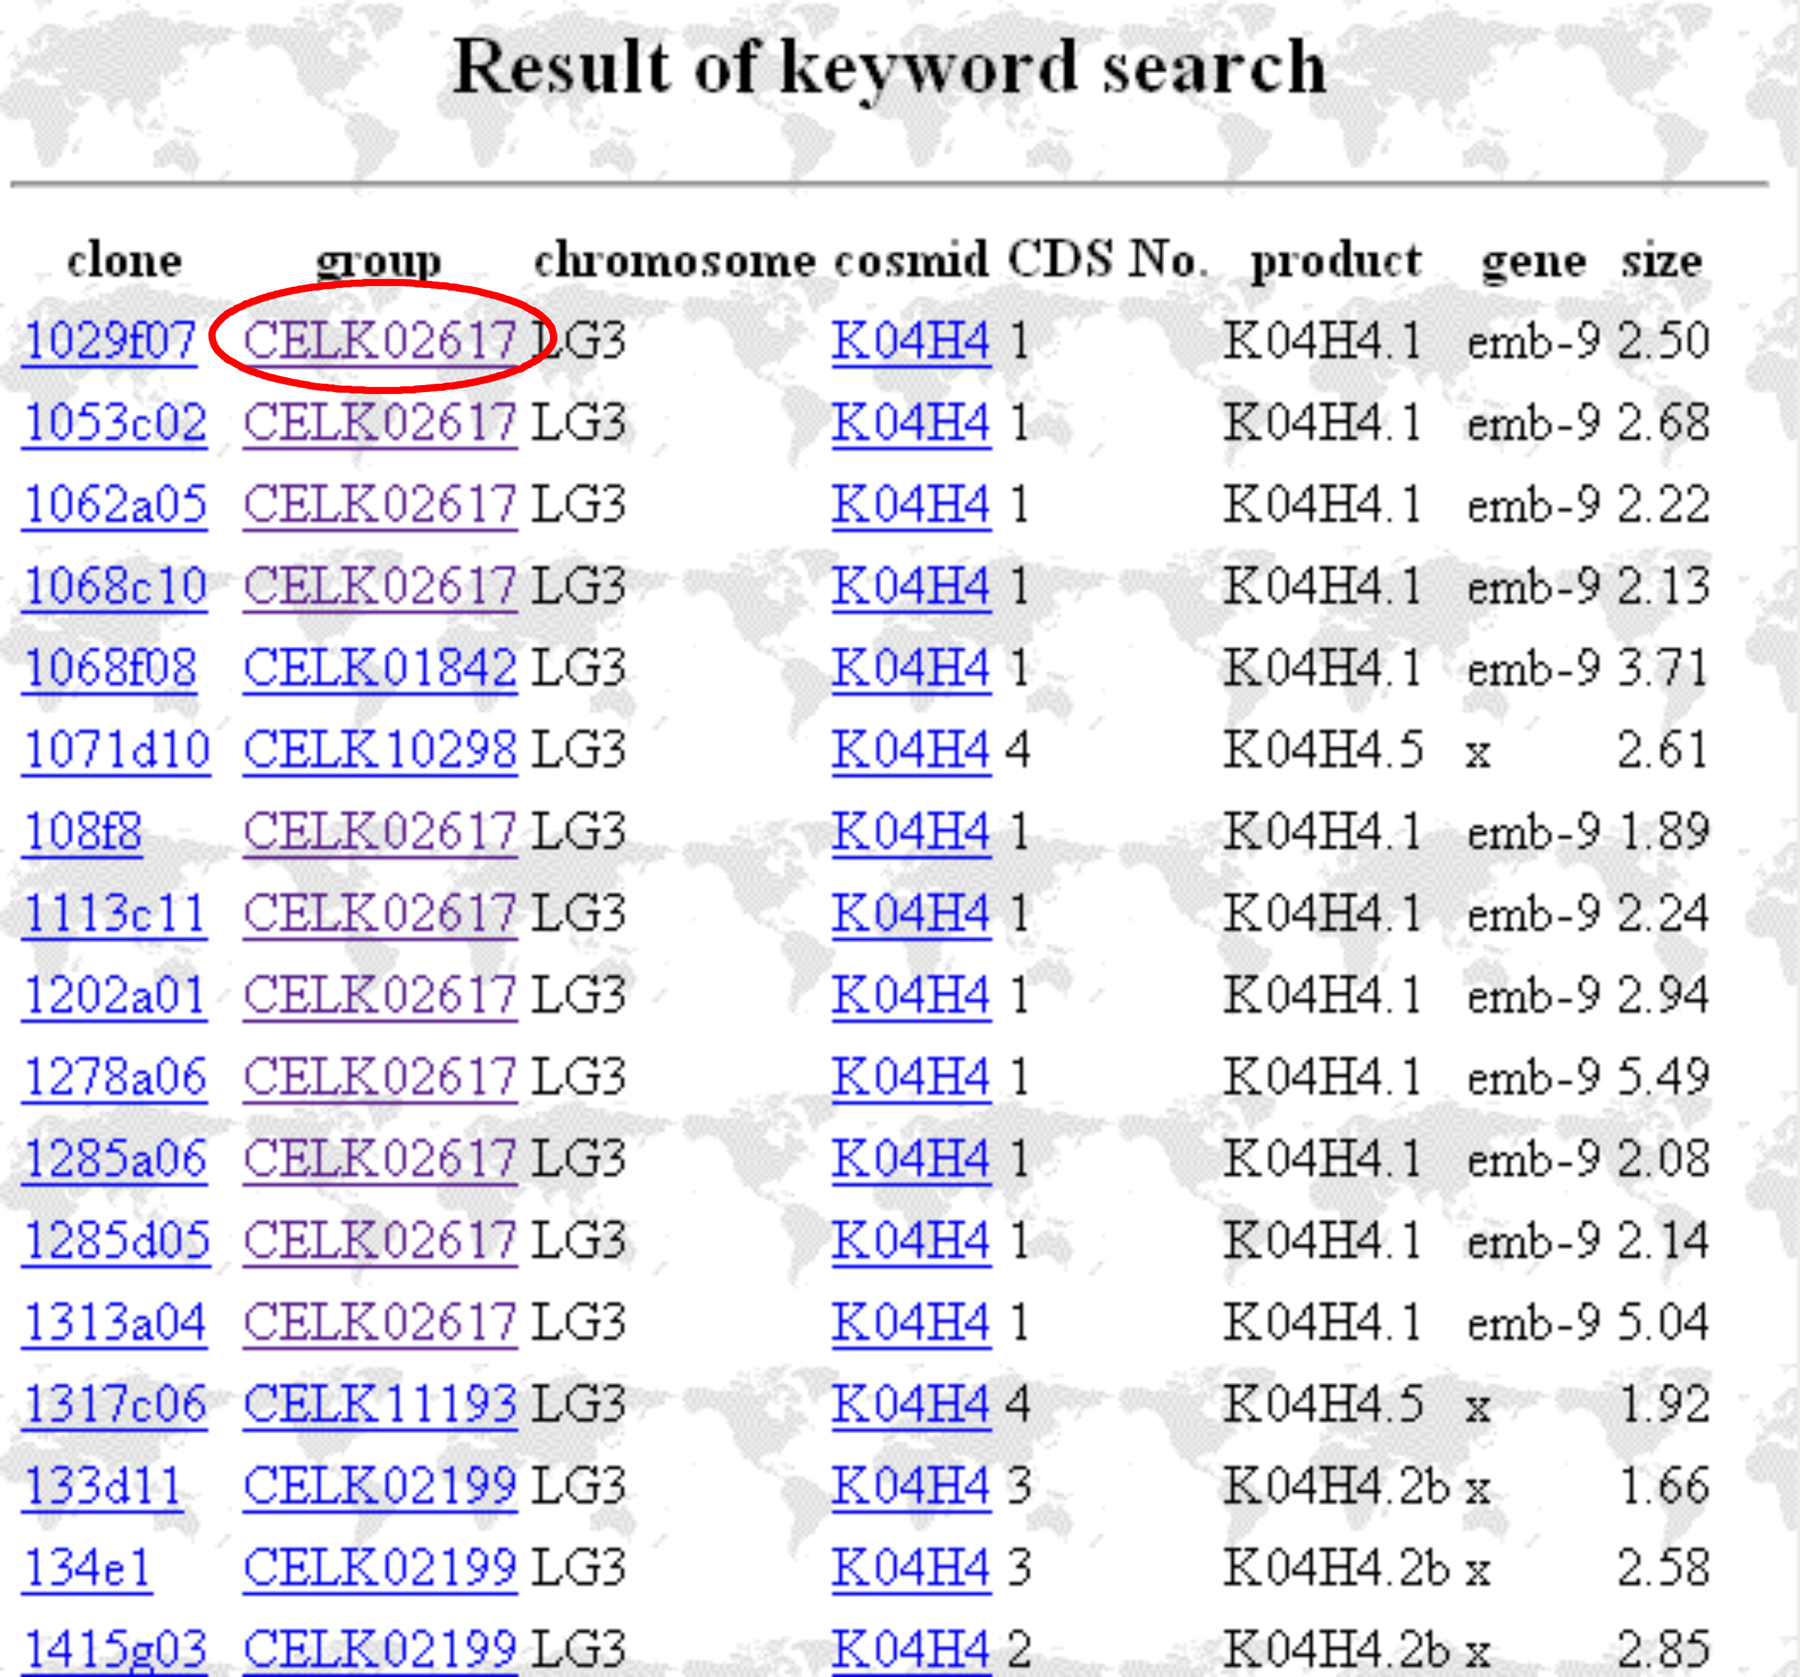 Result of keyword search
clone group chromosome cosmid CDS No. product gene size
1029f07 CELK02617 LG3 K04H4 1 K04H4.1 emb-9 2.50
1053c02 CELK02617 LG3 K04H4 1 K04H4.1 emb-9 2.68
1062a05 CELK02617 LG3 K04H4 1 K04H4.1 emb-9 2.22
1068c10 CELK02617 LG3 K04H4 1 K04H4.1 emb-9 2.13
1068f08 CELK01842 LG3 K04H4 1 K04H4.1 emb-9 3.71
1071d10 CELK10298 LG3 K04H4 4 K04H4.5 x 2.61
108f8 CELK02617 LG3 K04H4 1 K04H4.1 emb-9 1.89
1113c11 CELK02617 LG3 K04H4 1 K04H4.1 emb-9 2.24
1202a01 CELK02617 LG3 K04H4 1 K04H4.1 emb-9 2.94
1278a06 CELK02617 LG3 K04H4 1 K04H4.1 emb-9 5.49
1285a06 CELK02617 LG3 K04H4 1 K04H4.1 emb-9 2.08
1285d05 CELK02617 LG3 K04H4 1 K04H4.1 emb-9 2.14
1313a04 CELK02617 LG3 K04H4 1 K04H4.1 emb-9 5.04
1317c06 CELK11193 LG3 K04H4 4 K04H4.5 x 1.92
133d11 CELK02199 LG3 K04H4 3 K04H4.2b x 1.66
134e1 CELK02199 LG3 K04H4 3 K04H4.2b x 2.58
1415g03 CELK02199 LG3 K04H4 2 K04H4.2b x 2.85